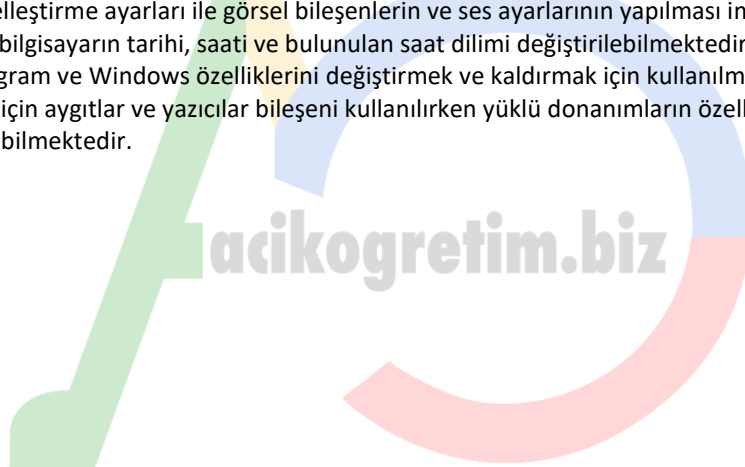 elleştirme ayarları ile görsel bileşenlerin ve ses ayarlarının yapılması im
bilgisayarın tarihi, saati ve bulunulan saat dilimi değiştirilebilmektedir
gram ve Windows özelliklerini değiştirmek ve kaldırmak için kullanılm
için aygıtlar ve yazıcılar bileşeni kullanılırken yüklü donanımların özell
bilmektedir.
acikogretim.biz